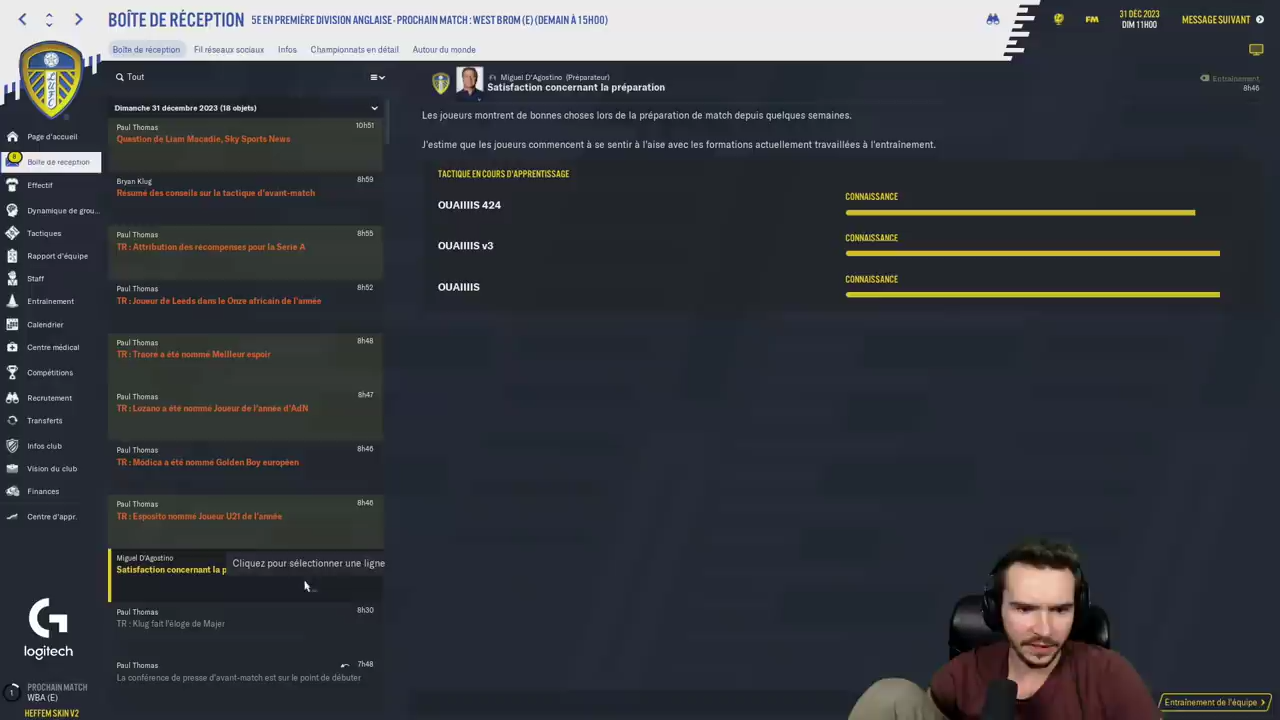 BOÎTE DE RÉCEPTION
5E EN PREMIÈRE DIVISION ANGLAISE - PROCHAIN MATCH : WEST BROM (E) (DEMAIN À 15H00)
FM
31 DÉC 2023
DIM 11H00
MESSAGE SUIVANT
Boîte de réception
Fil réseaux sociaux
Infos
Championnats en détail
Autour du monde
Tout
Dimanche 31 décembre 2023 (18 objets)
Paul Thomas
10h51
Question de Liam Macadie, Sky Sports News
Bryan Klug
8h59
Résumé des conseils sur la tactique d'avant-match
Paul Thomas
8h55
TR : Attribution des récompenses pour la Serie A
Paul Thomas
8h52
TR : Joueur de Leeds dans le Onze africain de l'année
Paul Thomas
8h48
TR : Traore a été nommé Meilleur espoir
Paul Thomas
8h47
TR : Lozano a été nommé Joueur de l'année d'AdN
Paul Thomas
8h46
TR : Módica a été nommé Golden Boy européen
Paul Thomas
8h46
TR : Esposito nommé Joueur U21 de l'année
Miguel D'Agostino
Satisfaction concernant la p
Cliquez pour sélectionner une ligne
Paul Thomas
8h30
TR : Klug fait l'éloge de Majer
Paul Thomas
7h48
La conférence de presse d'avant-match est sur le point de débuter
Page d'accueil
8
Boîte de réception
Effectif
Dynamique de grou...
Tactiques
Rapport d'équipe
Staff
Entraînement
Calendrier
Centre médical
Compétitions
Recrutement
Transferts
Infos club
Vision du club
Finances
Centre d'appr.
logitech
1
PROCHAIN MATCH
WBA (E)
HEFFEM SKIN V2
Miguel D'Agostino (Préparateur)
Satisfaction concernant la préparation
Entraînement
8h46
Les joueurs montrent de bonnes choses lors de la préparation de match depuis quelques semaines.
J'estime que les joueurs commencent à se sentir à l'aise avec les formations actuellement travaillées à l'entraînement.
TACTIQUE EN COURS D'APPRENTISSAGE
OUAIIIIS 424
CONNAISSANCE
OUAIIIIS v3
CONNAISSANCE
OUAIIIIS
CONNAISSANCE
Entraînement de l'équipe